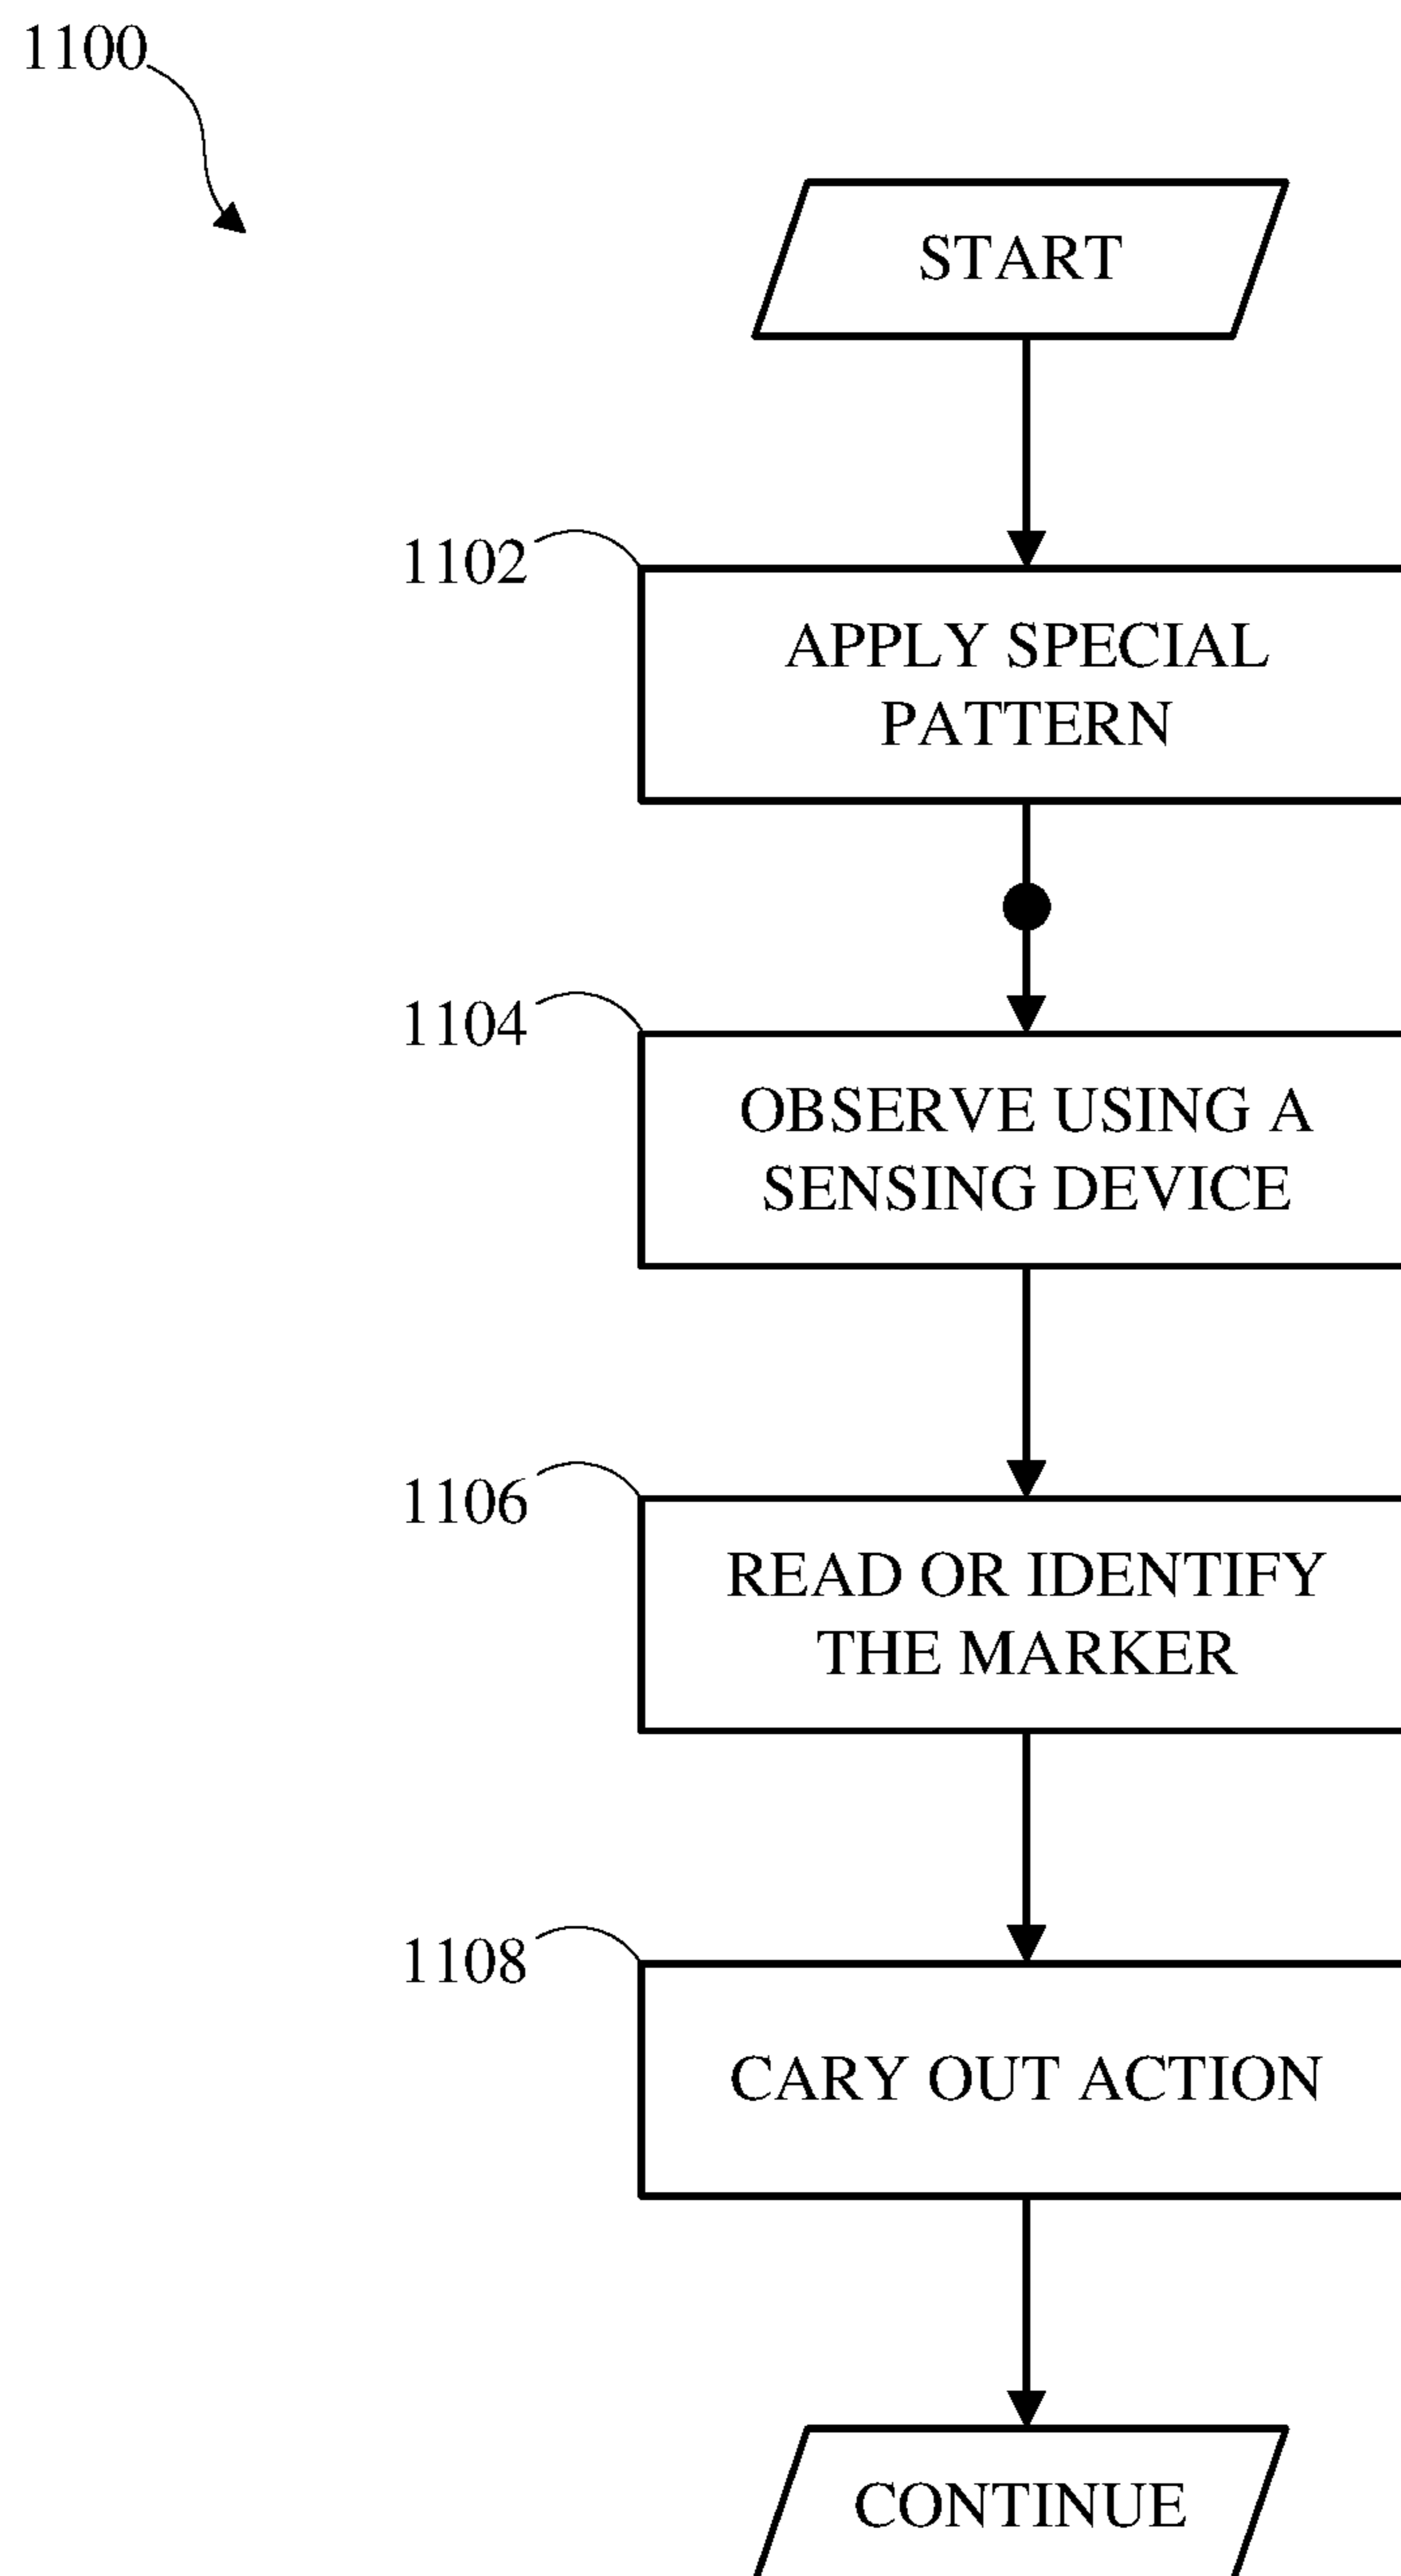 1100
START
1102
APPLY SPECIAL
PATTERN
1104
OBSERVE USING A
SENSING DEVICE
1106
READ OR IDENTIFY
THE MARKER
1108
CARY OUT ACTION
CONTINUE